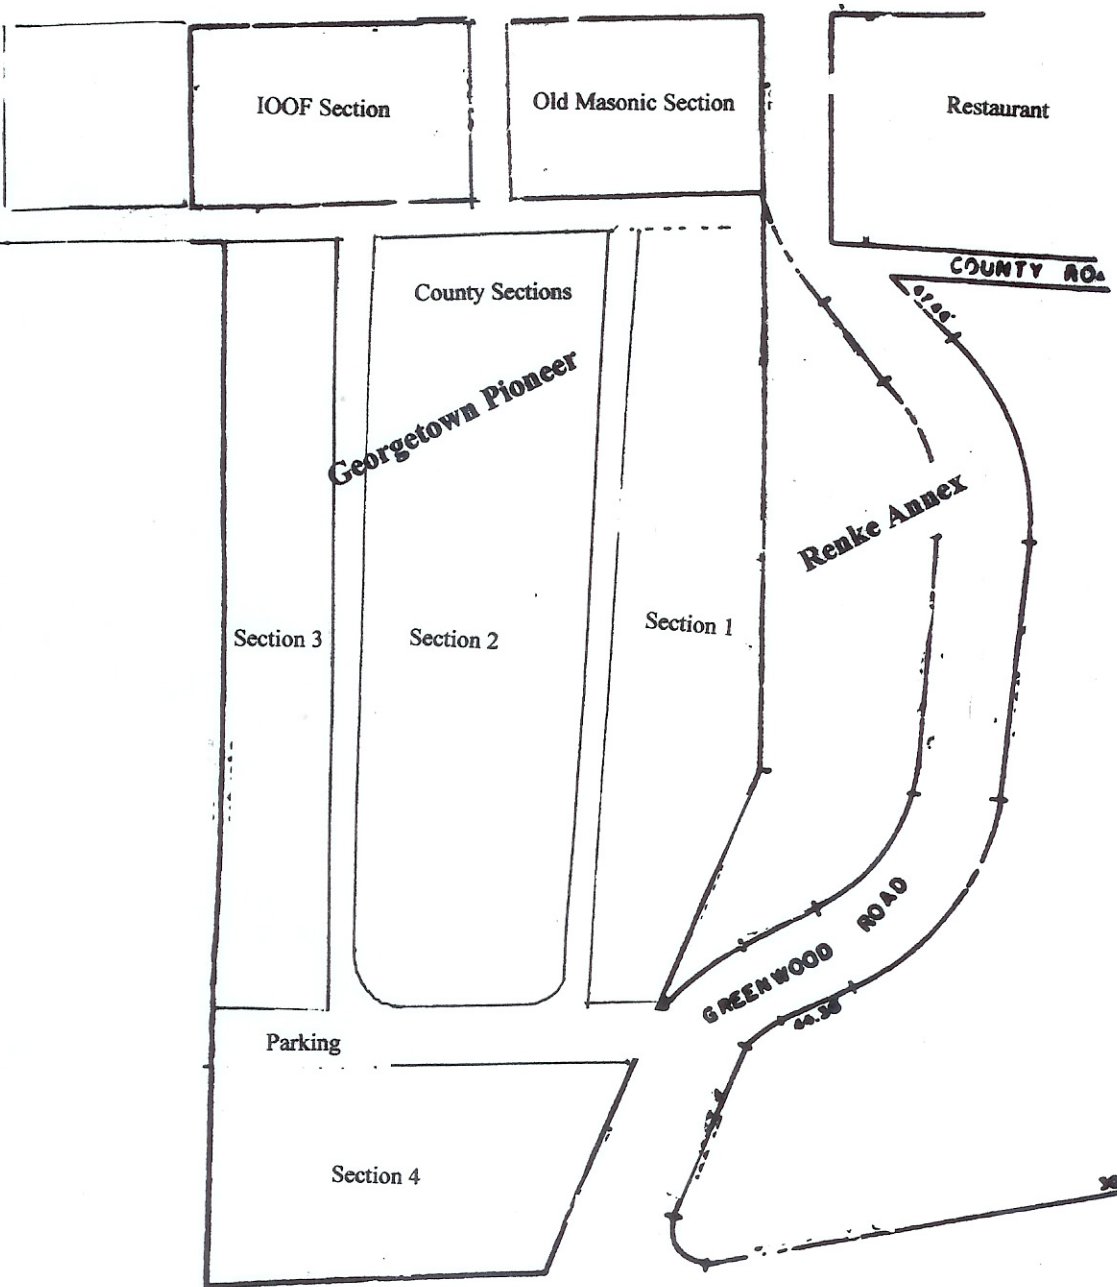 IOOF Section
Old Masonic Section
Restaurant
COUNTY RO
County Sections
Georgetown Pioneer
Renke Annex
Section 3
Section 2
Section 1
GREENWOOD ROAD
Parking
Section 4